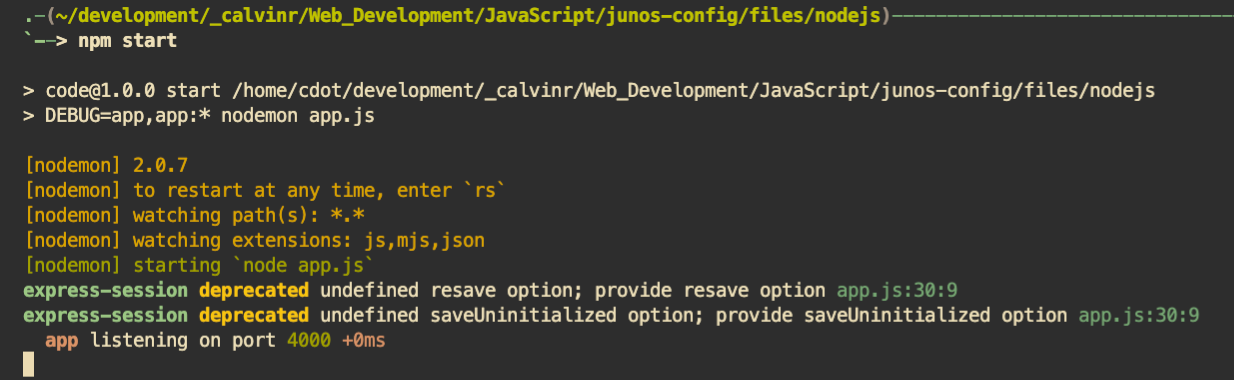 .-(~/development/_calvinr/Web_Development/JavaScript/junos-config/files/nodejs)--------------------------------
`--> npm start
> code@1.0.0 start /home/cdot/development/_calvinr/Web_Development/JavaScript/junos-config/files/nodejs
> DEBUG=app,app:* nodemon app.js
[nodemon] 2.0.7
[nodemon] to restart at any time, enter `rs`
[nodemon] watching path(s): *.*
[nodemon] watching extensions: js,mjs,json
[nodemon] starting `node app.js`
express-session deprecated undefined resave option; provide resave option app.js:30:9
express-session deprecated undefined saveUninitialized option; provide saveUninitialized option app.js:30:9
app listening on port 4000 +0ms